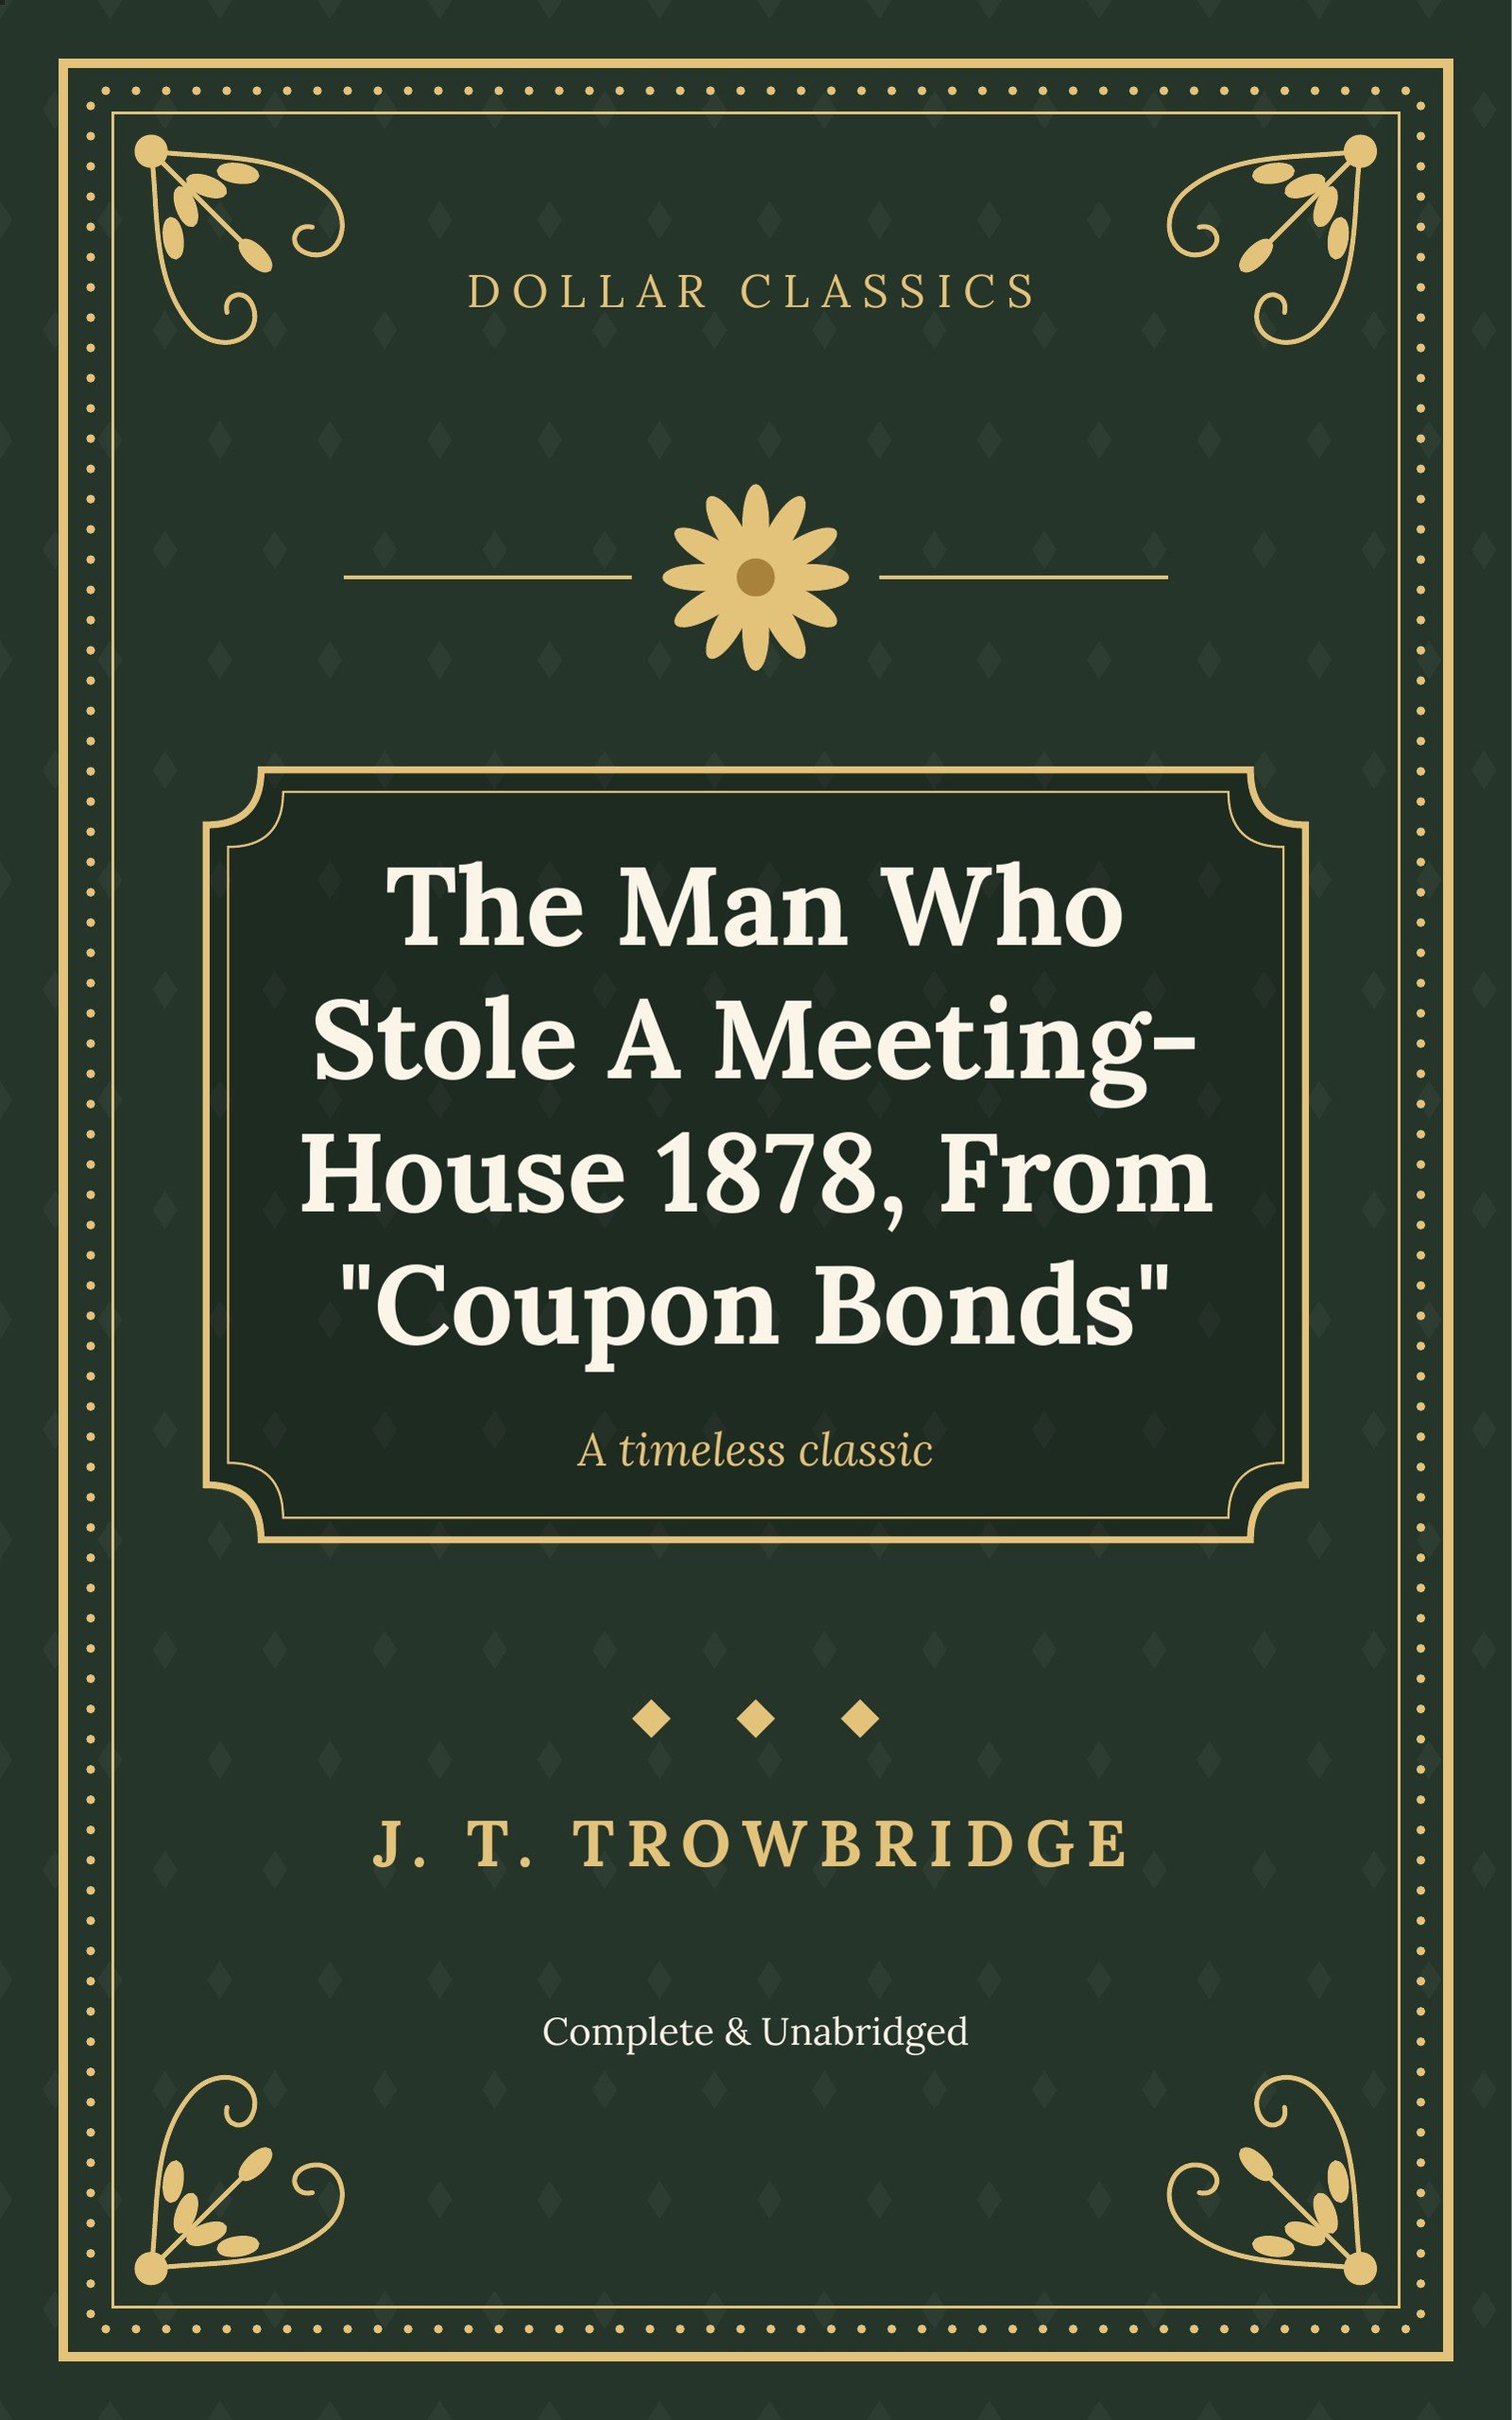 DOLLAR CLASSICS
The Man Who
Stole A Meeting-
House 1878, From
"Coupon Bonds"
A timeless classic
J. T. TROWBRIDGE
Complete & Unabridged